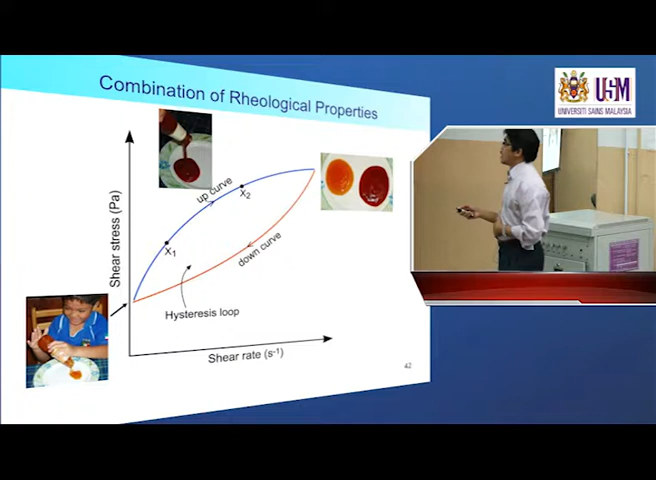 Combination of Rheological Properties
USM
UNIVERSITI SAINS MALAYSIA
Shear stress (Pa)
up curve
X2
X1
down curve
Hysteresis loop
Shear rate (s-1)
42